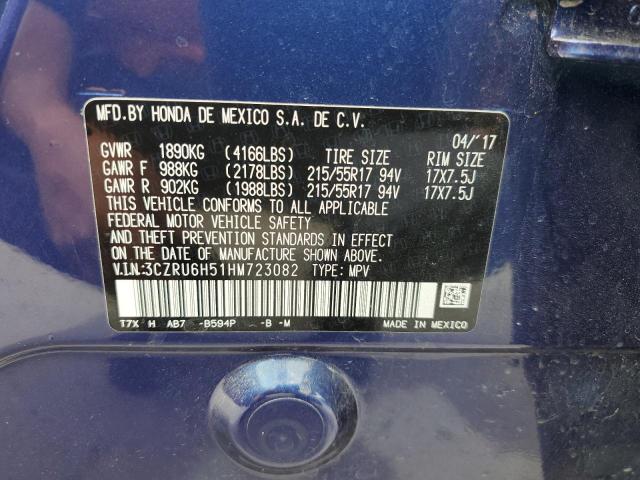 MFD.BY HONDA DE MEXICO S.A. DE C.V.
04/'17
GVWR 1890KG (4166LBS) TIRE SIZE RIM SIZE
GAWR F 988KG (2178LBS) 215/55R17 94V 17X7.5J
GAWR R 902KG (1988LBS) 215/55R17 94V 17X7.5J
THIS VEHICLE CONFORMS TO ALL APPLICABLE
FEDERAL MOTOR VEHICLE SAFETY
AND THEFT PREVENTION STANDARDS IN EFFECT
ON THE DATE OF MANUFACTURE SHOWN ABOVE.
V.I.N.:3CZRU6H51HM723082 TYPE: MPV
T7X H AB7 -B594P -B -M MADE IN MEXICO